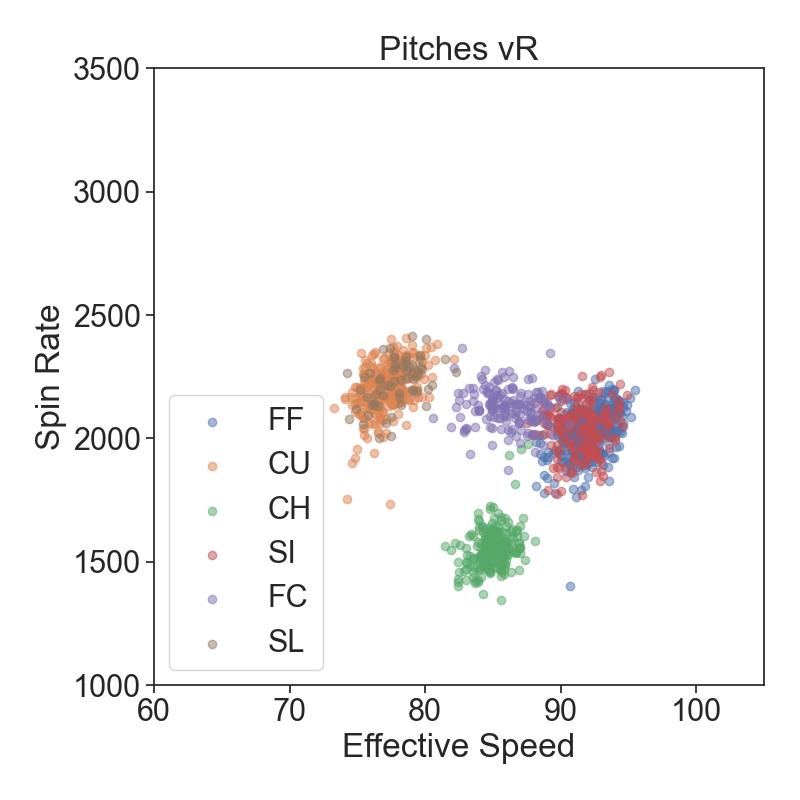 Pitches vR
3500
3000
2500
2000
1500
1000
Spin Rate
FF
CU
CH
SI
FC
SL
60 70 80 90 100
Effective Speed